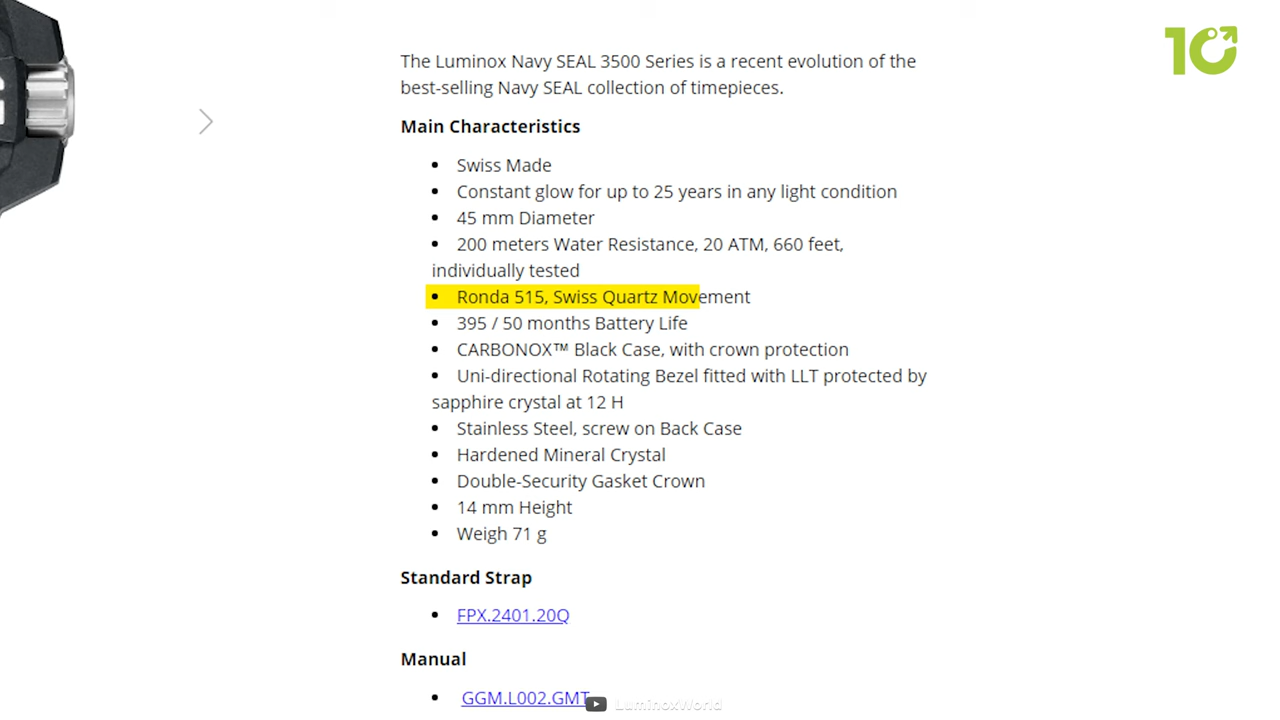 10
The Luminox Navy SEAL 3500 Series is a recent evolution of the
best-selling Navy SEAL collection of timepieces.
Main Characteristics
• Swiss Made
• Constant glow for up to 25 years in any light condition
• 45 mm Diameter
• 200 meters Water Resistance, 20 ATM, 660 feet,
individually tested
• Ronda 515, Swiss Quartz Movement
• 395 / 50 months Battery Life
• CARBONOX™ Black Case, with crown protection
• Uni-directional Rotating Bezel fitted with LLT protected by
sapphire crystal at 12 H
• Stainless Steel, screw on Back Case
• Hardened Mineral Crystal
• Double-Security Gasket Crown
• 14 mm Height
• Weigh 71 g
Standard Strap
• FPX.2401.20Q
Manual
• GGM.L002.GMT
LuminoxWorld